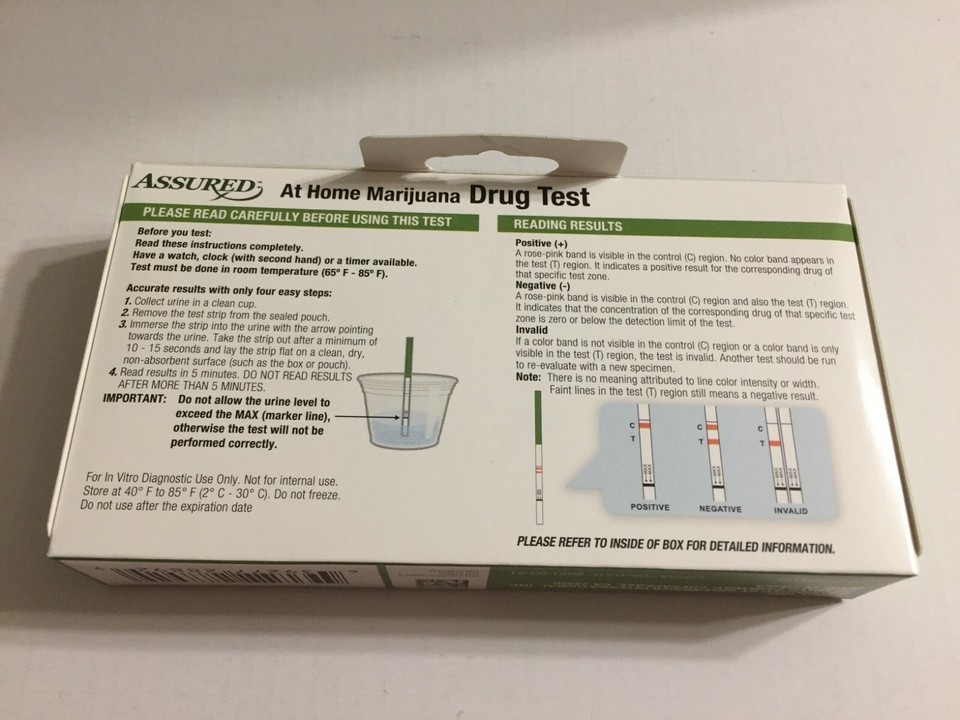 ASSURED
At Home Marijuana Drug Test
PLEASE READ CAREFULLY BEFORE USING THIS TEST
Before you test:
Read these instructions completely.
Have a watch, clock (with second hand) or a timer available.
Test must be done in room temperature (65° F - 85° F).
Accurate results with only four easy steps:
1. Collect urine in a clean cup.
2. Remove the test strip from the sealed pouch.
3. Immerse the strip into the urine with the arrow pointing
towards the urine. Take the strip out after a minimum of
10 - 15 seconds and lay the strip flat on a clean, dry,
non-absorbent surface (such as the box or pouch).
4. Read results in 5 minutes. DO NOT READ RESULTS
AFTER MORE THAN 5 MINUTES.
IMPORTANT: Do not allow the urine level to
exceed the MAX (marker line),
otherwise the test will not be
performed correctly.
For In Vitro Diagnostic Use Only. Not for internal use.
Store at 40° F to 85° F (2° C - 30° C). Do not freeze.
Do not use after the expiration date
READING RESULTS
Positive (+)
A rose-pink band is visible in the control (C) region. No color band appears in
the test (T) region. It indicates a positive result for the corresponding drug of
that specific test zone.
Negative (-)
A rose-pink band is visible in the control (C) region and also the test (T) region.
It indicates that the concentration of the corresponding drug of that specific test
zone is zero or below the detection limit of the test.
Invalid
If a color band is not visible in the control (C) region or a color band is only
visible in the test (T) region, the test is invalid. Another test should be run
to re-evaluate with a new specimen.
Note: There is no meaning attributed to line color intensity or width.
Faint lines in the test (T) region still means a negative result.
C
T
MAX
POSITIVE
C
T
MAX
NEGATIVE
C
T
MAX
MAX
INVALID
PLEASE REFER TO INSIDE OF BOX FOR DETAILED INFORMATION.